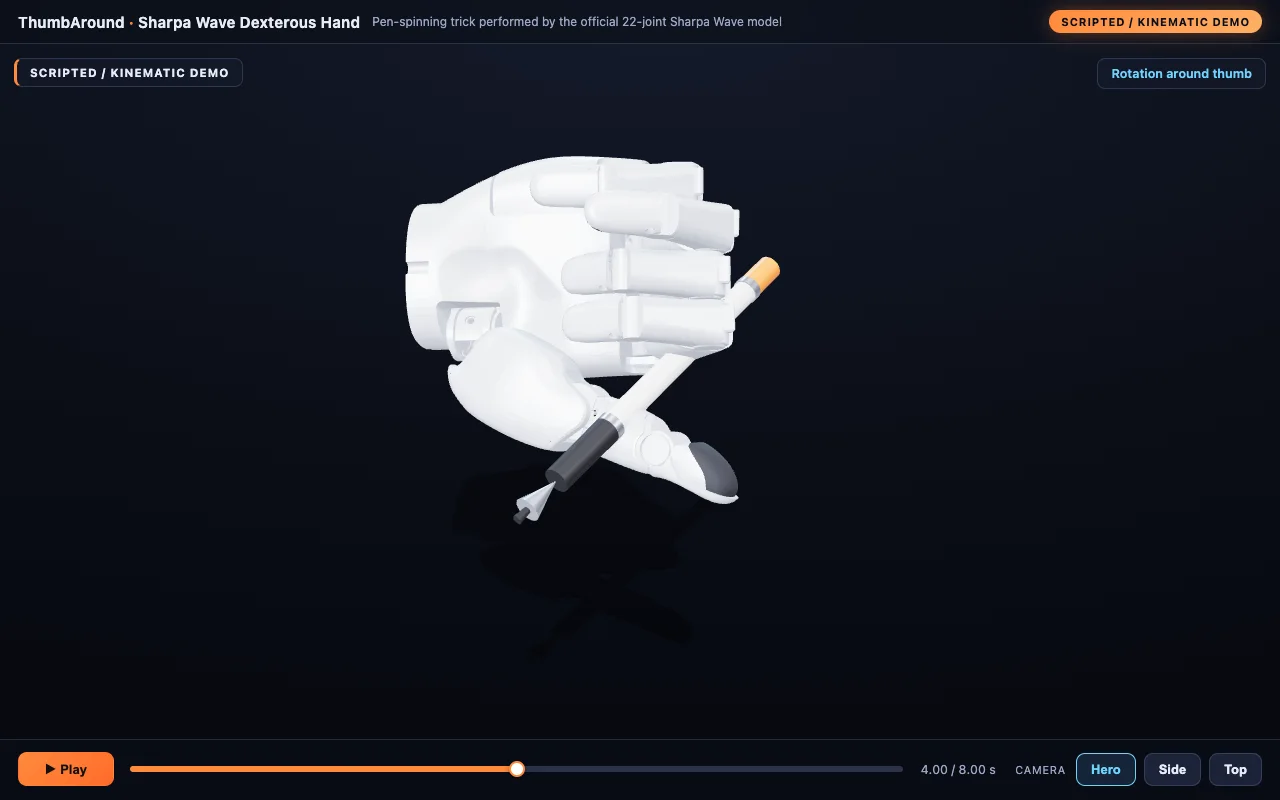 ThumbAround · Sharpa Wave Dexterous Hand Pen-spinning trick performed by the official 22-joint Sharpa Wave model SCRIPTED / KINEMATIC DEMO
SCRIPTED / KINEMATIC DEMO Rotation around thumb
Play 4.00 / 8.00 s CAMERA Hero Side Top